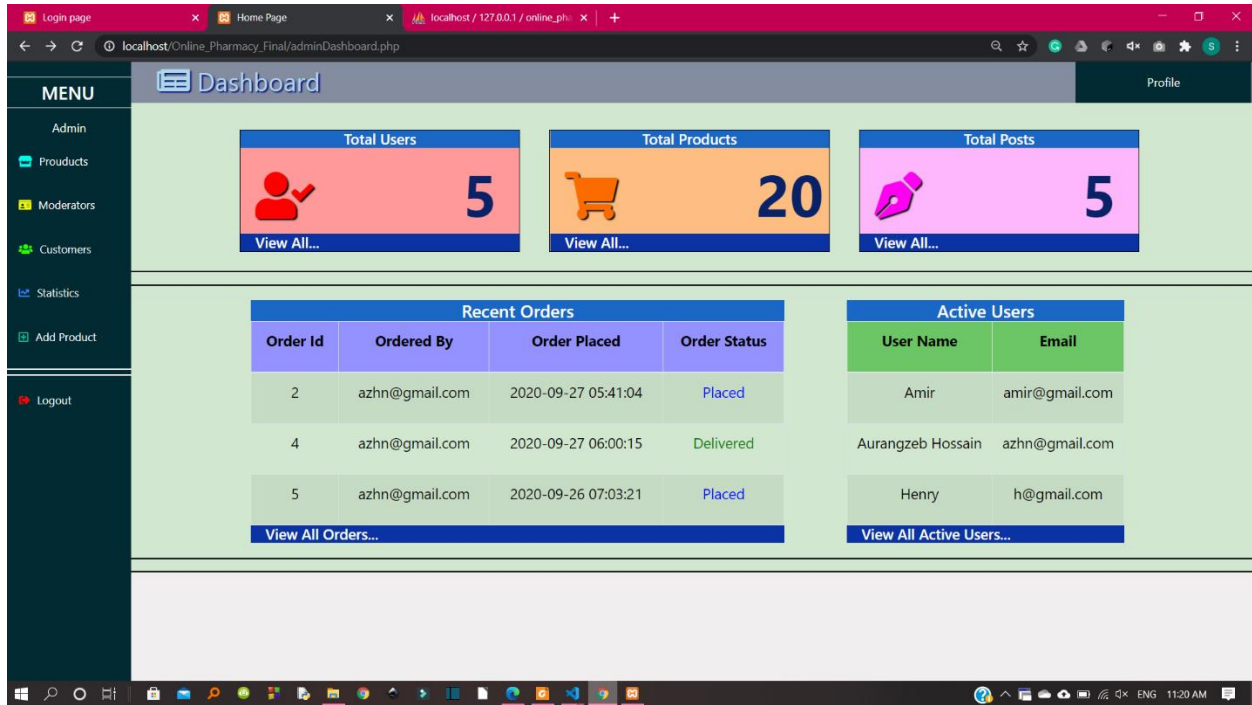 Login page
Home Page
localhost / 127.0.0.1 / online_pha
localhost/Online_Pharmacy_Final/adminDashboard.php
S
MENU
Dashboard
Profile
Admin
Prouducts
Moderators
Customers
Statistics
Add Product
Logout
Total Users
5
View All...
Total Products
20
View All...
Total Posts
5
View All...
Recent Orders
Order Id Ordered By Order Placed Order Status
2 azhn@gmail.com 2020-09-27 05:41:04 Placed
4 azhn@gmail.com 2020-09-27 06:00:15 Delivered
5 azhn@gmail.com 2020-09-26 07:03:21 Placed
View All Orders...
Active Users
User Name Email
Amir amir@gmail.com
Aurangzeb Hossain azhn@gmail.com
Henry h@gmail.com
View All Active Users...
ENG 11:20 AM